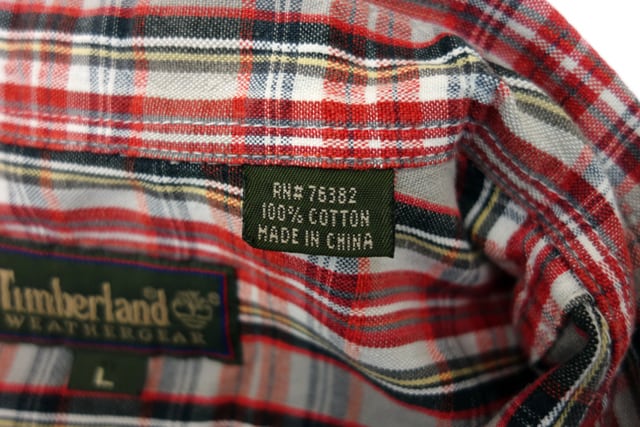 RN# 76382
100% COTTON
MADE IN CHINA
Timberland®
WEATHERGEAR
L